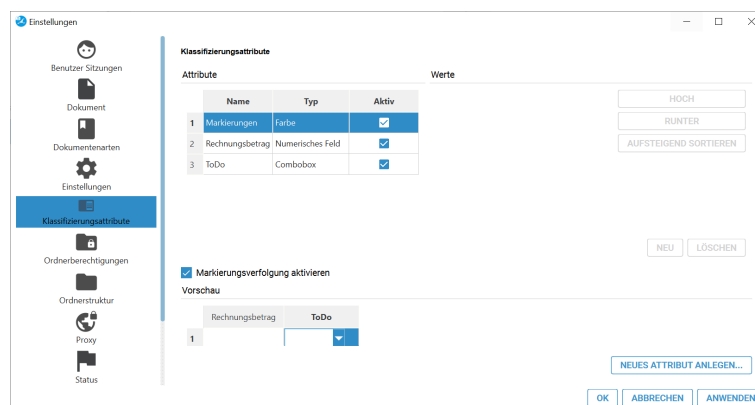 Einstellungen
Benutzer Sitzungen
Dokument
Dokumentenarten
Einstellungen
Klassifizierungsattribute
Ordnerberechtigungen
Ordnerstruktur
Proxy
Status
Klassifizierungsattribute
Attribute
Name Typ Aktiv
1 Markierungen Farbe
2 Rechnungsbetrag Numerisches Feld
3 ToDo Combobox
Werte
HOCH
RUNTER
AUFSTEIGEND SORTIEREN
NEU LÖSCHEN
Markierungsverfolgung aktivieren
Vorschau
Rechnungsbetrag ToDo
1
NEUES ATTRIBUT ANLEGEN...
OK ABBRECHEN ANWENDEN